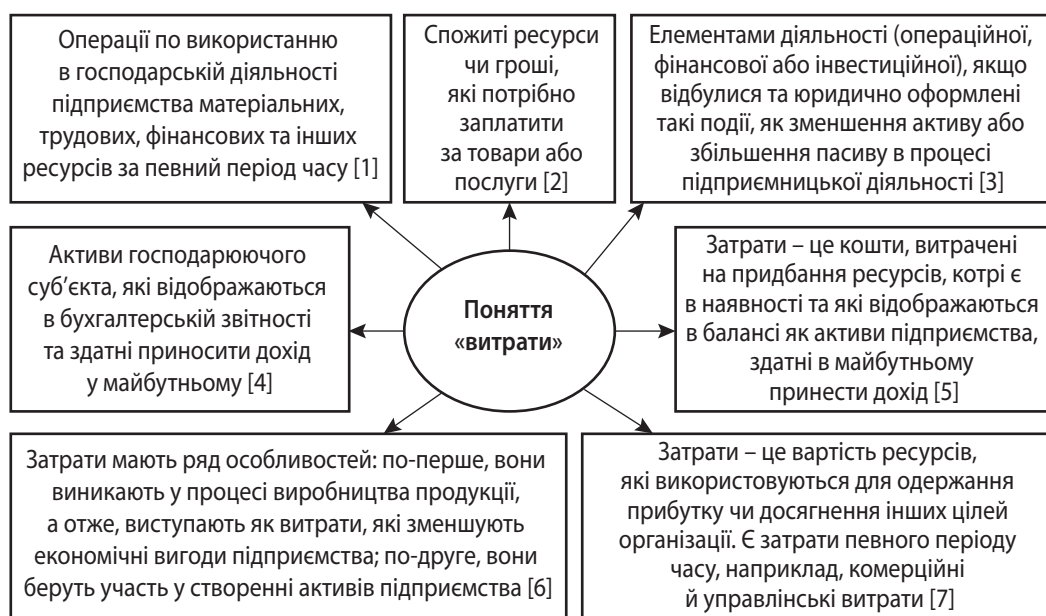 Операції по використанню
в господарській діяльності
підприємства матеріальних,
трудових, фінансових та інших
ресурсів за певний період часу [1]
Спожиті ресурси
чи гроші,
які потрібно
заплатити
за товари або
послуги [2]
Елементами діяльності (операційної,
фінансової або інвестиційної), якщо
відбулися та юридично оформлені
такі події, як зменшення активу або
збільшення пасиву в процесі
підприємницької діяльності [3]
Активи господарюючого
суб’єкта, які відображаються
в бухгалтерській звітності
та здатні приносити дохід
у майбутньому [4]
Поняття
«витрати»
Затрати – це кошти, витрачені
на придбання ресурсів, котрі є
в наявності та які відображаються
в балансі як активи підприємства,
здатні в майбутньому
принести дохід [5]
Затрати мають ряд особливостей: по-перше, вони
виникають у процесі виробництва продукції,
а отже, виступають як витрати, які зменшують
економічні вигоди підприємства; по-друге, вони
беруть участь у створенні активів підприємства [6]
Затрати – це вартість ресурсів,
які використовуються для одержання
прибутку чи досягнення інших цілей
організації. Є затрати певного періоду
часу, наприклад, комерційні
й управлінські витрати [7]